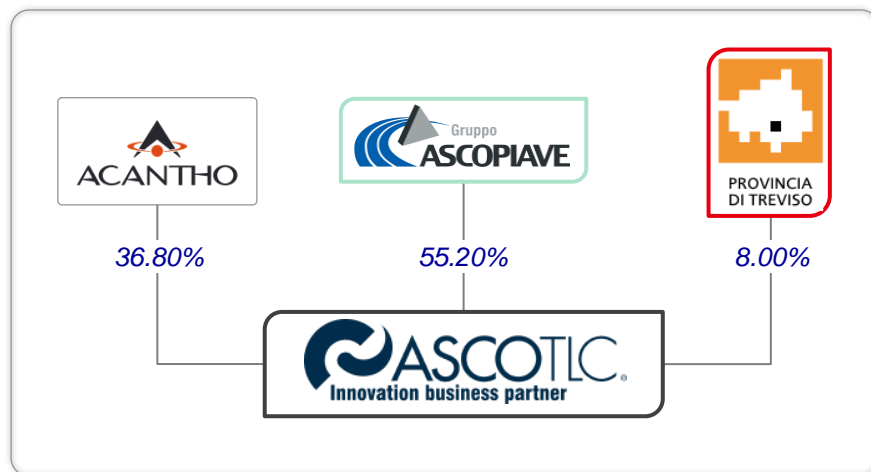 ACANTHO
Gruppo
ASCOPIAVE
PROVINCIA
DI TREVISO
36.80%
55.20%
8.00%
ASCOTLC®
Innovation business partner